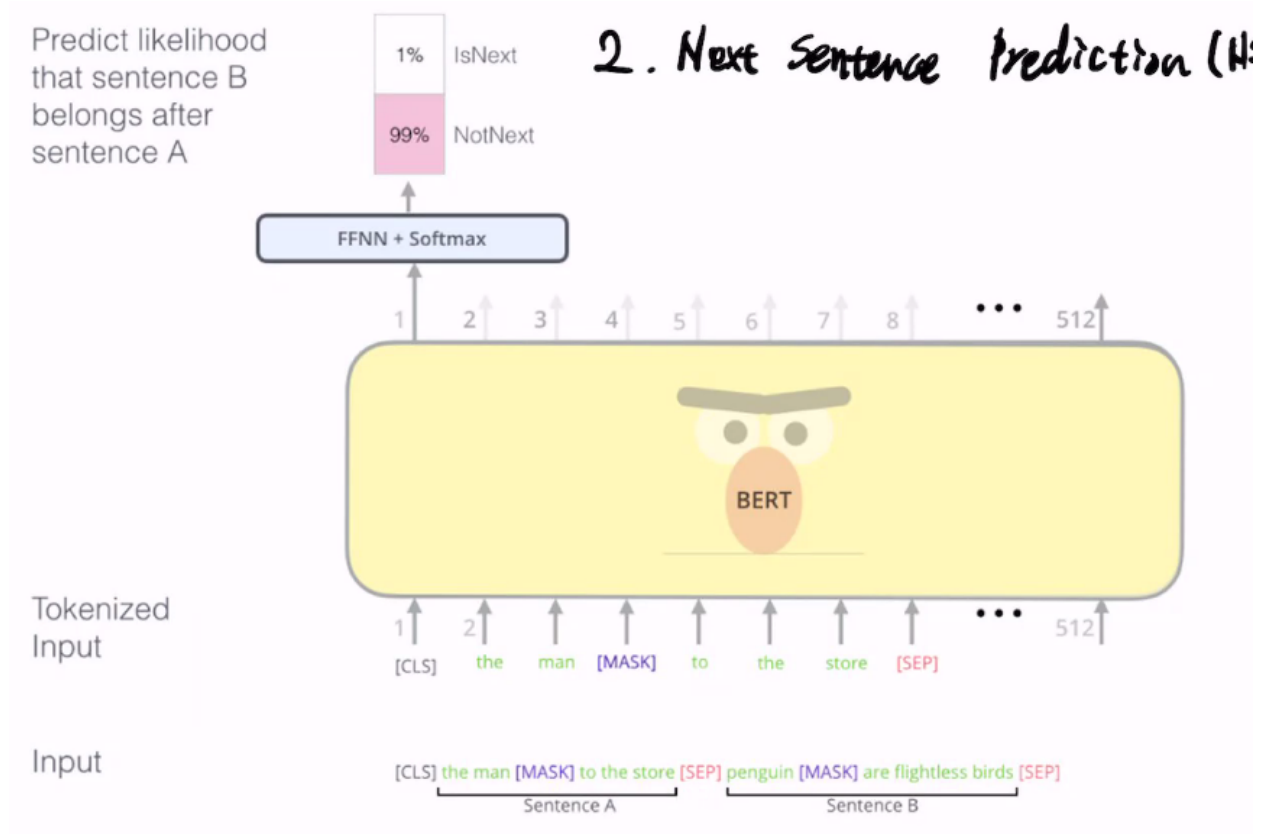 Predict likelihood
that sentence B
belongs after
sentence A
1% IsNext
99% NotNext
2. Next Sentence Prediction
FFNN + Softmax
1 2 3 4 5 6 7 8 ••• 512
BERT
Tokenized
Input
1 2 ••• 512
[CLS] the man [MASK] to the store [SEP]
Input
[CLS] the man [MASK] to the store [SEP] penguin [MASK] are flightless birds [SEP]
Sentence A Sentence B